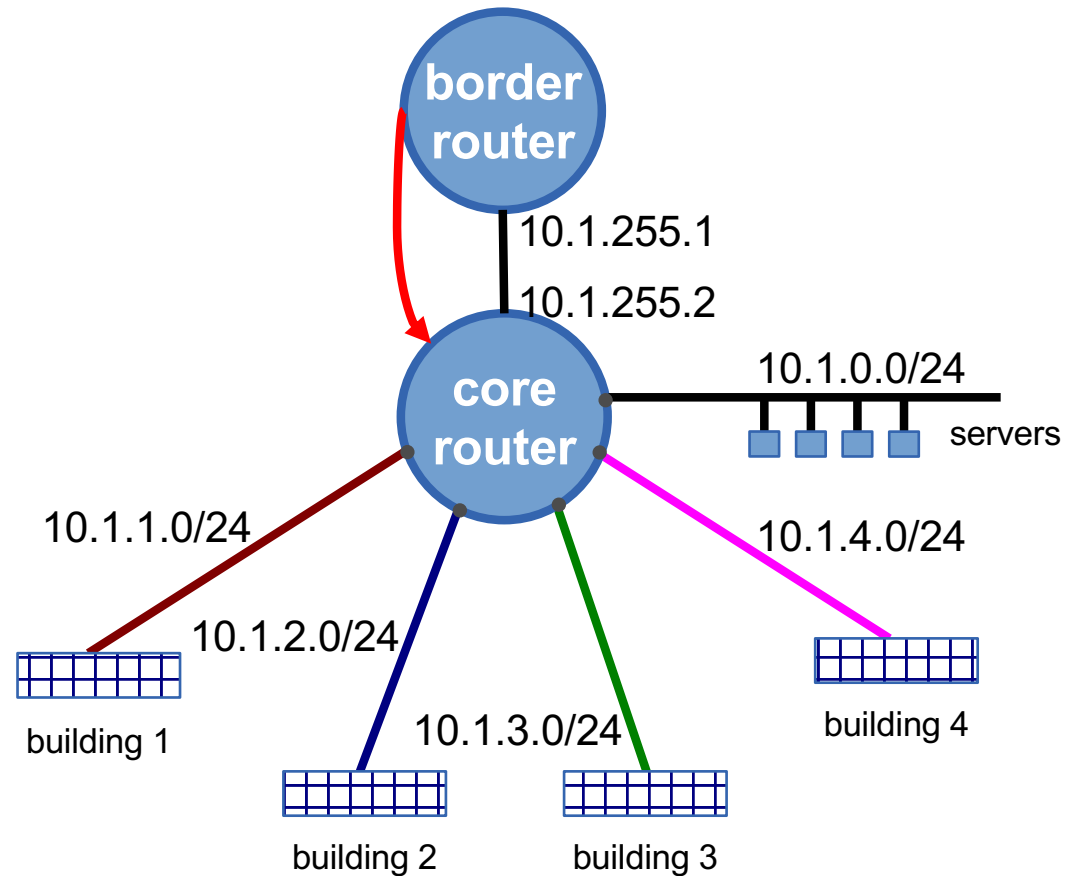 border
router
10.1.255.1
10.1.255.2
core
router
10.1.0.0/24
servers
10.1.1.0/24
10.1.4.0/24
10.1.2.0/24
10.1.3.0/24
building 1
building 4
building 2
building 3